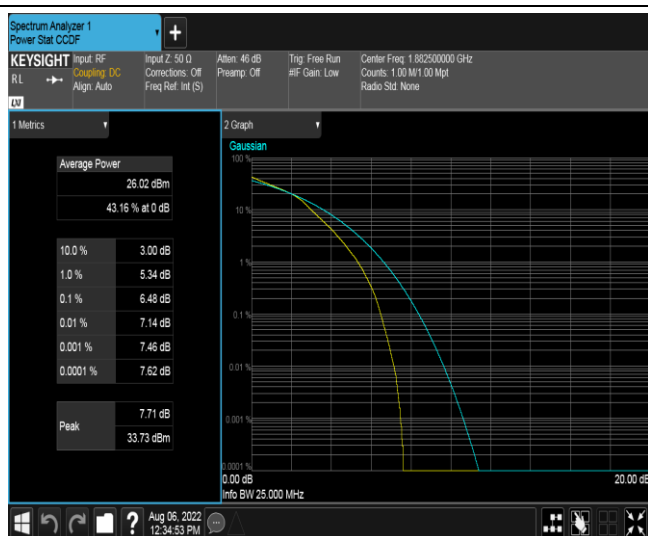 Spectrum Analyzer 1
Power Stat CCDF
KEYSIGHT
RL
LXI
Input: RF
Coupling: DC
Align: Auto
Input Z: 50 Ω
Corrections: Off
Freq Ref: Int (S)
Atten: 46 dB
Preamp: Off
Trig: Free Run
#IF Gain: Low
Center Freq: 1.882500000 GHz
Counts: 1.00 M/1.00 Mpt
Radio Std: None
1 Metrics
Average Power
26.02 dBm
43.16 % at 0 dB
10.0 % 3.00 dB
1.0 % 5.34 dB
0.1 % 6.48 dB
0.01 % 7.14 dB
0.001 % 7.46 dB
0.0001 % 7.62 dB
Peak
7.71 dB
33.73 dBm
2 Graph
Gaussian
100 %
10 %
1 %
0.1 %
0.01 %
0.001 %
0.0001 %
0.00 dB
20.00 dB
Info BW 25.000 MHz
?
Aug 06, 2022
12:34:53 PM